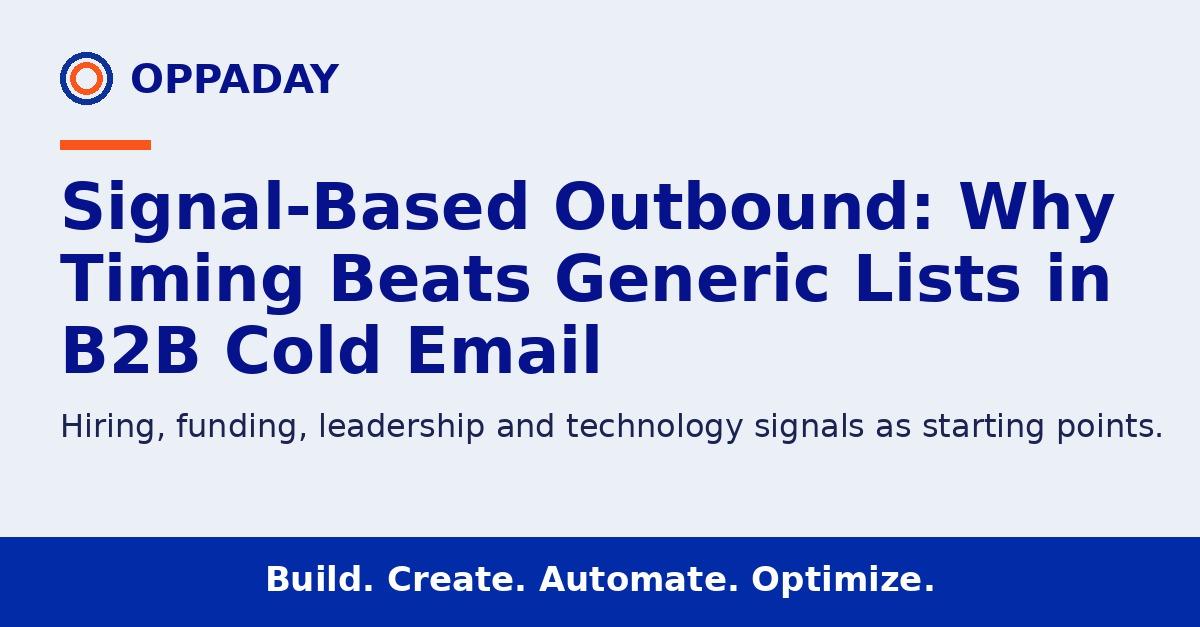 OPPADAY
Signal-Based Outbound: Why
Timing Beats Generic Lists in
B2B Cold Email
Hiring, funding, leadership and technology signals as starting points.
Build. Create. Automate. Optimize.